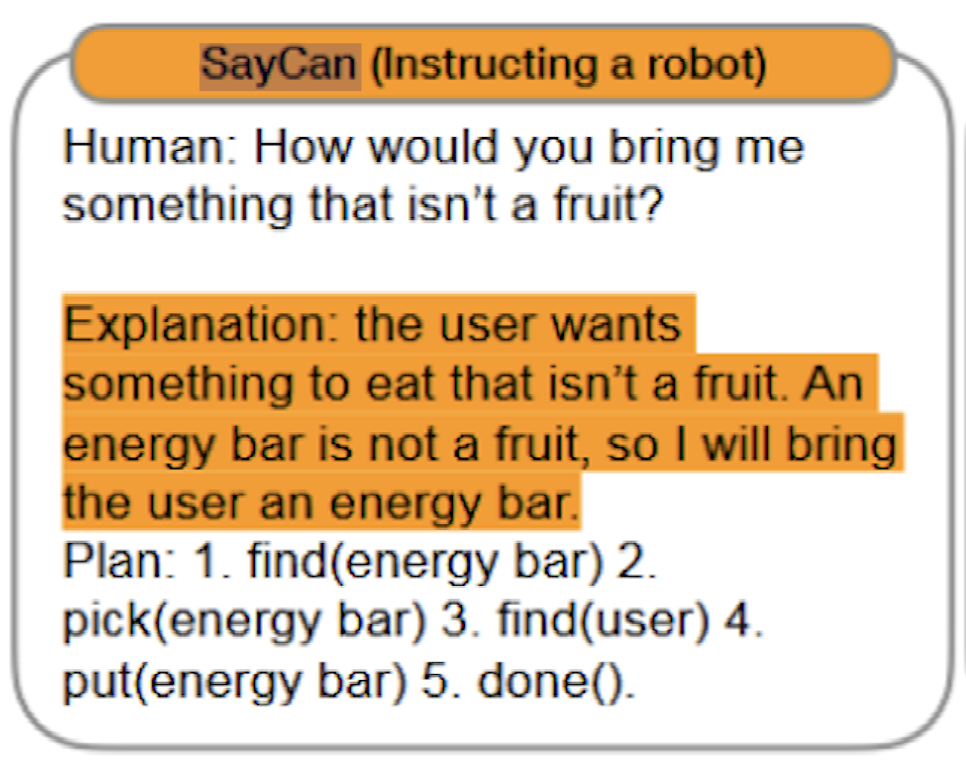 SayCan (Instructing a robot)
Human: How would you bring me
something that isn’t a fruit?
Explanation: the user wants
something to eat that isn’t a fruit. An
energy bar is not a fruit, so I will bring
the user an energy bar.
Plan: 1. find(energy bar) 2.
pick(energy bar) 3. find(user) 4.
put(energy bar) 5. done().